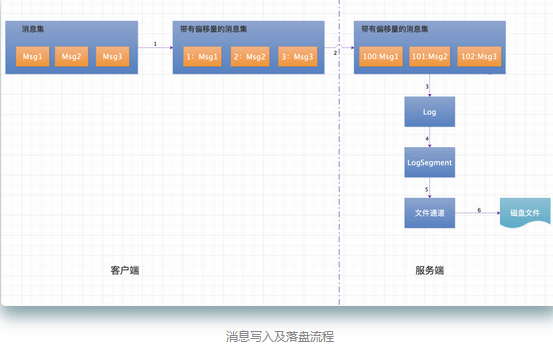 消息集
带有偏移量的消息集
带有偏移量的消息集
Msg1
Msg2
Msg3
1
1：Msg1
2：Msg2
3：Msg3
2
100:Msg1
101:Msg2
102:Msg3
3
Log
4
LogSegment
5
文件通道
6
磁盘文件
客户端
服务端
消息写入及落盘流程